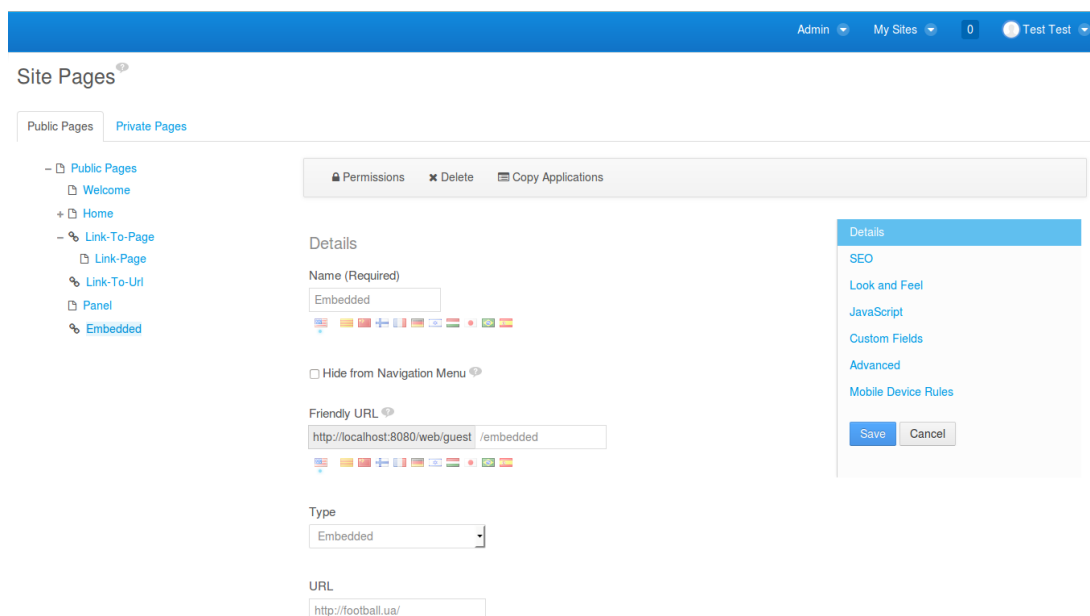 Admin My Sites 0 Test Test
Site Pages
Public Pages Private Pages
Public Pages
Welcome
Home
Link-To-Page
Link-Page
Link-To-Url
Panel
Embedded
Permissions Delete Copy Applications
Details
Name (Required)
Embedded
Hide from Navigation Menu
Friendly URL
http://localhost:8080/web/guest /embedded
Type
Embedded
URL
http://football.ua/
Details
SEO
Look and Feel
JavaScript
Custom Fields
Advanced
Mobile Device Rules
Save Cancel